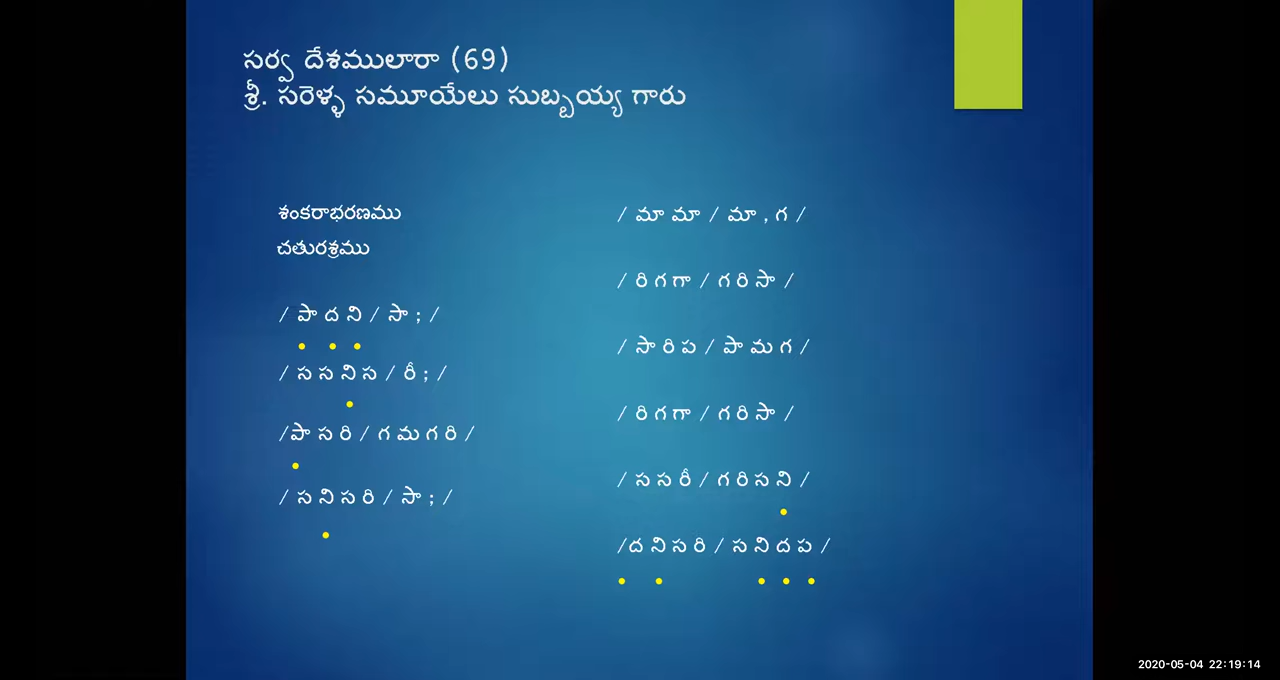 సర్వ దేశములారా (69)
శ్రీ. సరెళ్ళ సమూయేలు సుబ్బయ్య గారు
శంకరాభరణము
చతురశ్రము
/ పా ద ని / సా ; /
/ స స ని స / రీ ; /
/పా స రి / గ మ గ రి /
/ స ని స రి / సా ; /
/ మా మా / మా , గ /
/ రి గ గా / గ రి సా /
/ సా రి ప / పా మ గ /
/ రి గ గా / గ రి సా /
/ స స రీ / గ రి స ని /
/ద ని స రి / స ని ద ప /
2020-05-04 22:19:14